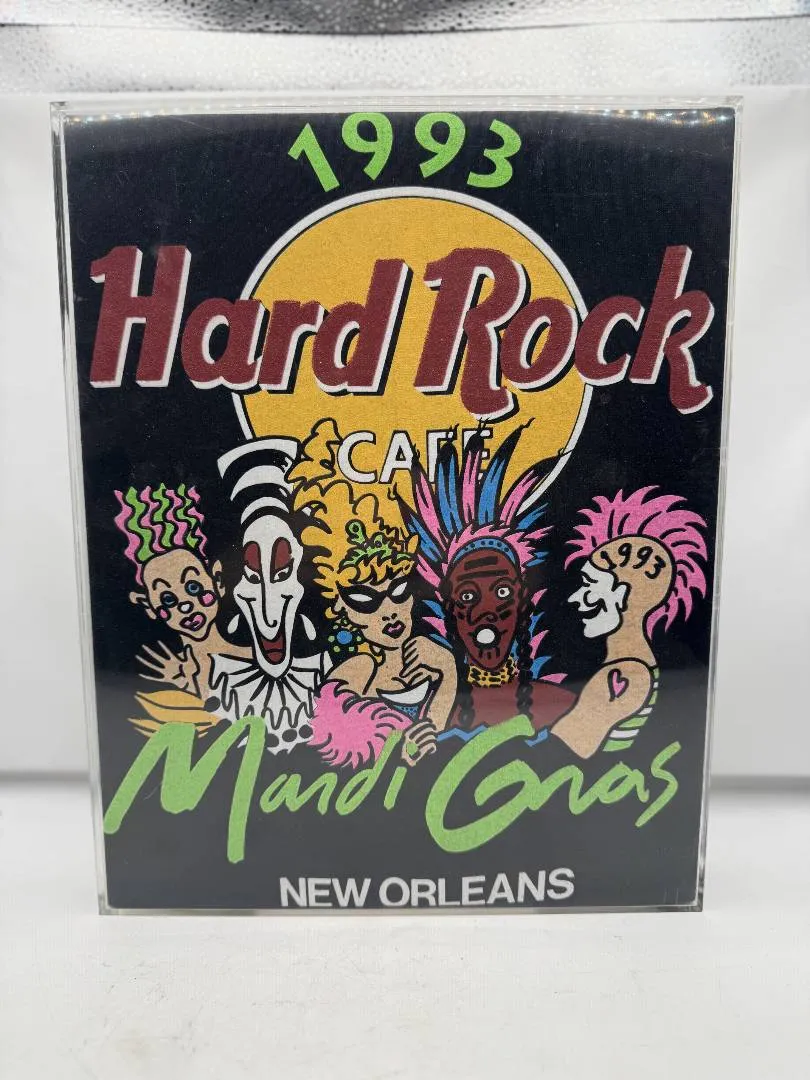 1993
Hard Rock
CAFE
1993
Mardi Gras
NEW ORLEANS